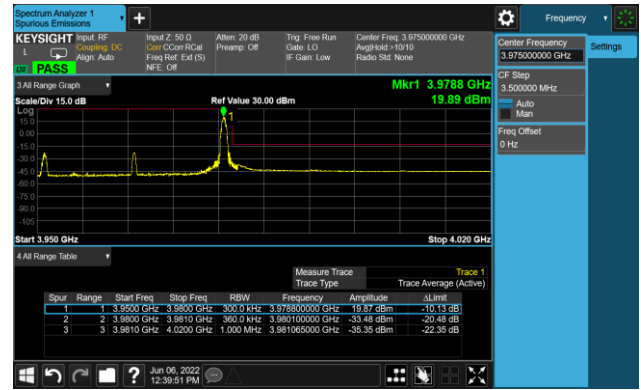 Spectrum Analyzer 1
Spurious Emissions
Frequency
KEYSIGHT
L
PASS
Input: RF
Coupling: DC
Align: Auto
Input Z: 50 Ω
Corr CCorr RCal
Freq Ref: Ext (S)
NFE: Off
Atten: 20 dB
Preamp: Off
Trig: Free Run
Gate: LO
IF Gain: Low
Center Freq: 3.975000000 GHz
Avg|Hold:>10/10
Radio Std: None
3 All Range Graph
Mkr1 3.9788 GHz
19.89 dBm
Scale/Div 15.0 dB
Ref Value 30.00 dBm
Log
15.0
0.00
-15.0
-30.0
-45.0
-60.0
-75.0
-90.0
-105
1
Start 3.950 GHz
Stop 4.020 GHz
4 All Range Table
Measure Trace Trace 1
Trace Type Trace Average (Active)
Spur Range Start Freq Stop Freq RBW Frequency Amplitude ΔLimit
1 1 3.9500 GHz 3.9800 GHz 300.0 kHz 3.978800000 GHz 19.87 dBm -10.13 dB
2 2 3.9800 GHz 3.9810 GHz 360.0 kHz 3.980100000 GHz -33.48 dBm -20.48 dB
3 3 3.9810 GHz 4.0200 GHz 1.000 MHz 3.981065000 GHz -35.35 dBm -22.35 dB
Jun 06, 2022
12:39:51 PM
Center Frequency
3.975000000 GHz
Settings
CF Step
3.500000 MHz
Auto
Man
Freq Offset
0 Hz